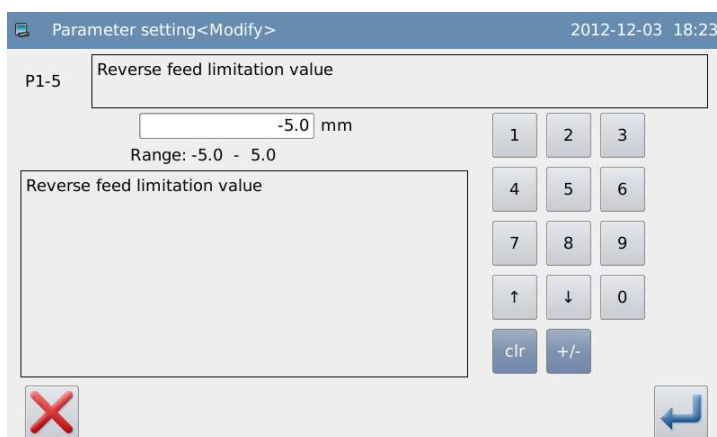 Parameter setting<Modify>
2012-12-03 18:23
P1-5
Reverse feed limitation value
-5.0 mm
Range: -5.0 - 5.0
Reverse feed limitation value
1 2 3
4 5 6
7 8 9
↑ ↓ 0
clr +/-